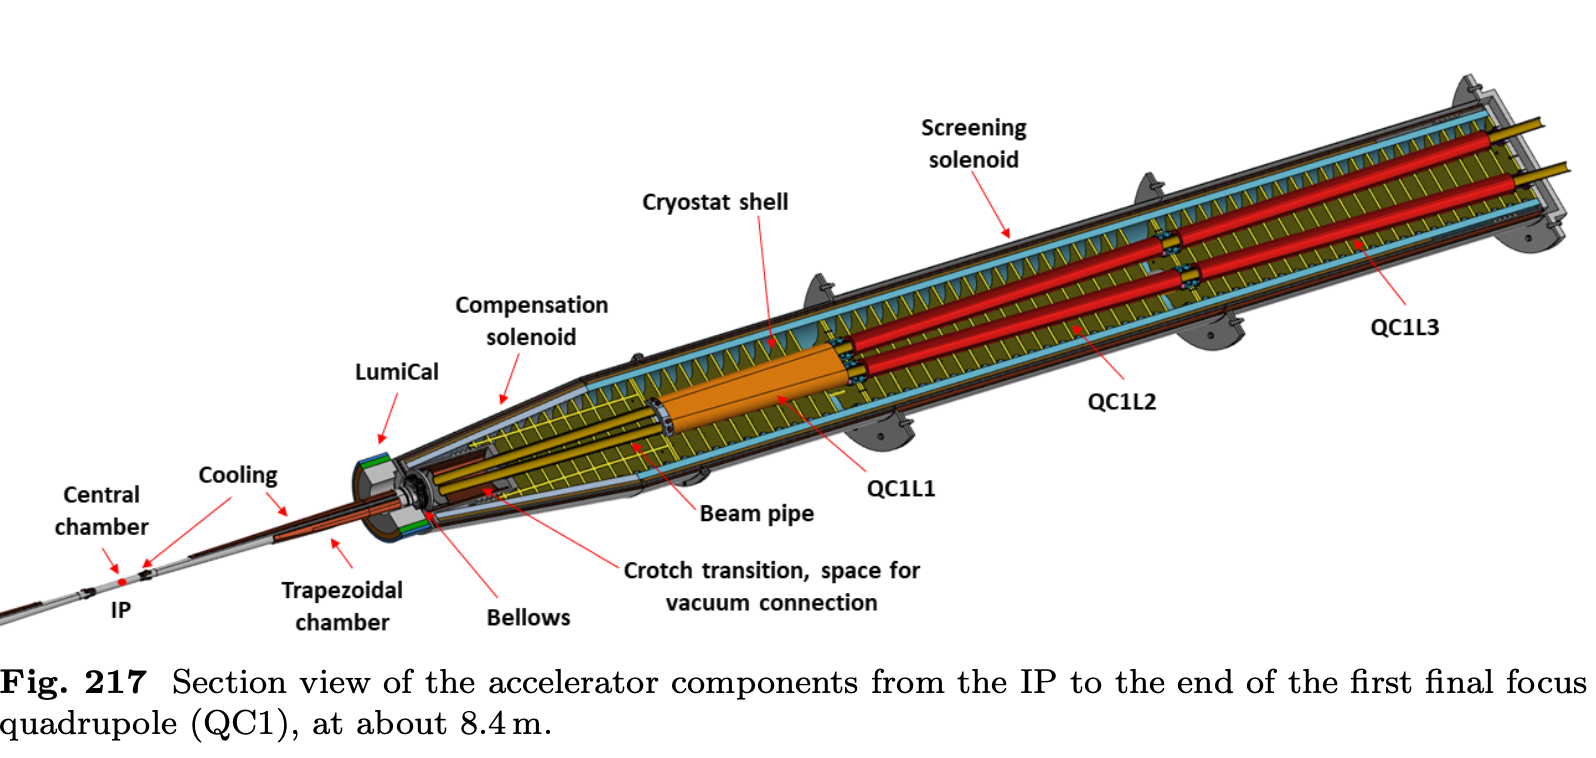 Screening
solenoid
Cryostat shell
Compensation
solenoid
QC1L3
LumiCal
QC1L2
Cooling
QC1L1
Central
chamber
Beam pipe
Crotch transition, space for
vacuum connection
Trapezoidal
chamber
IP
Bellows
Fig. 217 Section view of the accelerator components from the IP to the end of the first final focus
quadrupole (QC1), at about 8.4 m.